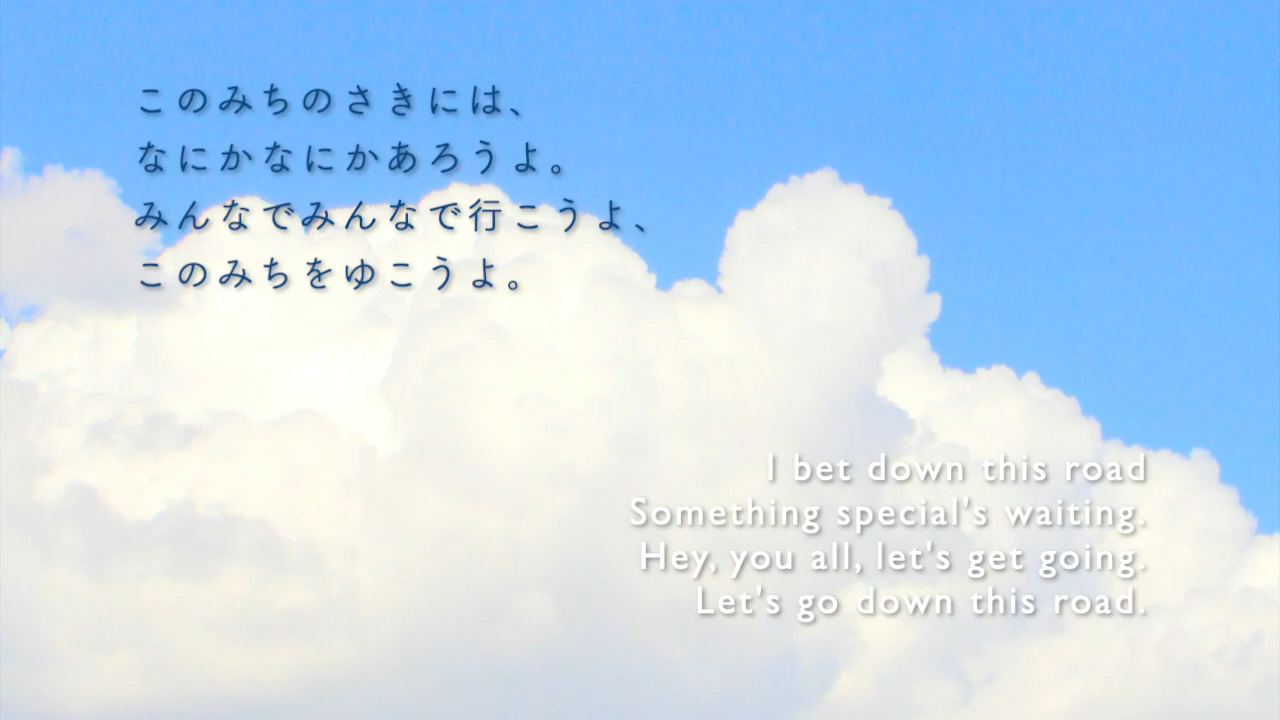 このみちのさきには、
なにかなにかあろうよ。
みんなでみんなで行こうよ、
このみちをゆこうよ。
I bet down this road
Something special's waiting.
Hey, you all, let's get going.
Let's go down this road.